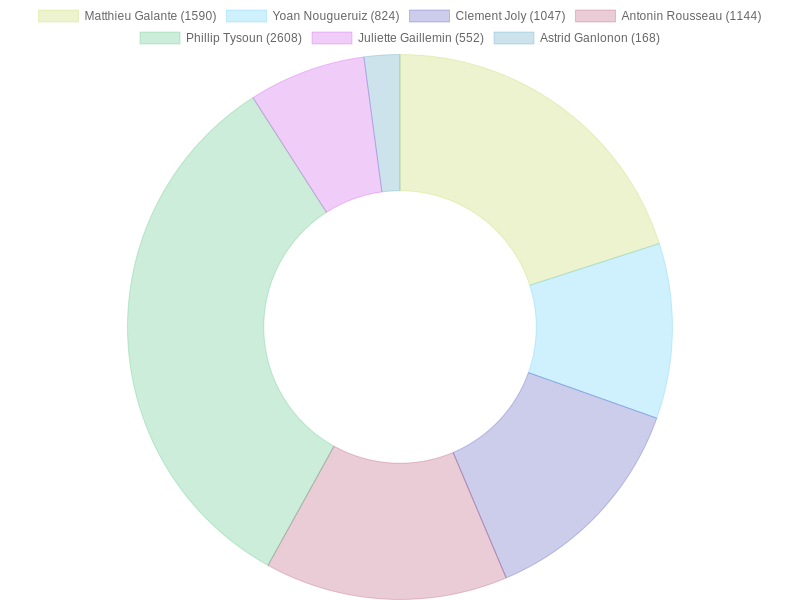 Matthieu Galante (1590) Yoan Nougueruiz (824) Clement Joly (1047) Antonin Rousseau (1144)
Phillip Tysoun (2608) Juliette Gaillemin (552) Astrid Ganlonon (168)